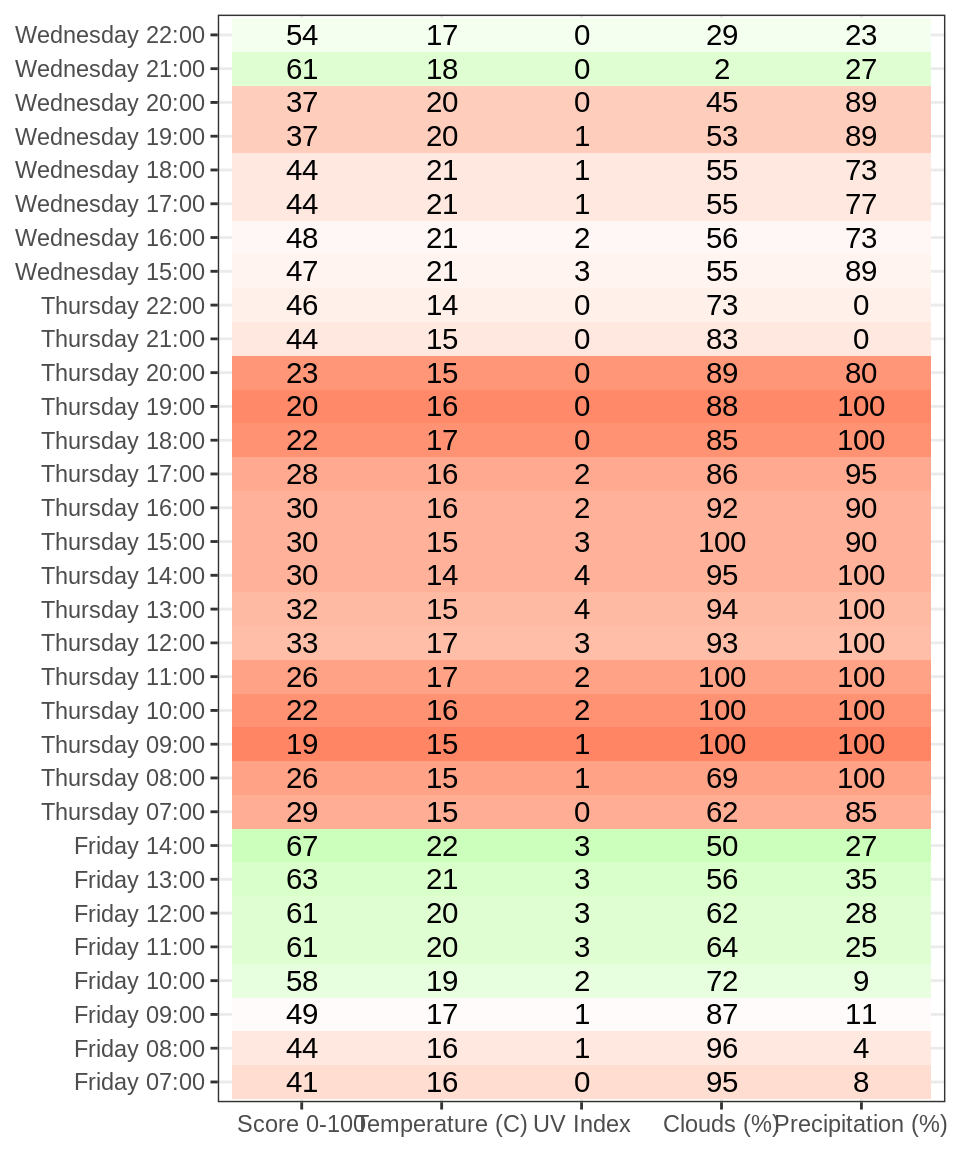 Wednesday 22:00 54 17 0 29 23
Wednesday 21:00 61 18 0 2 27
Wednesday 20:00 37 20 0 45 89
Wednesday 19:00 37 20 1 53 89
Wednesday 18:00 44 21 1 55 73
Wednesday 17:00 44 21 1 55 77
Wednesday 16:00 48 21 2 56 73
Wednesday 15:00 47 21 3 55 89
Thursday 22:00 46 14 0 73 0
Thursday 21:00 44 15 0 83 0
Thursday 20:00 23 15 0 89 80
Thursday 19:00 20 16 0 88 100
Thursday 18:00 22 17 0 85 100
Thursday 17:00 28 16 2 86 95
Thursday 16:00 30 16 2 92 90
Thursday 15:00 30 15 3 100 90
Thursday 14:00 30 14 4 95 100
Thursday 13:00 32 15 4 94 100
Thursday 12:00 33 17 3 93 100
Thursday 11:00 26 17 2 100 100
Thursday 10:00 22 16 2 100 100
Thursday 09:00 19 15 1 100 100
Thursday 08:00 26 15 1 69 100
Thursday 07:00 29 15 0 62 85
Friday 14:00 67 22 3 50 27
Friday 13:00 63 21 3 56 35
Friday 12:00 61 20 3 62 28
Friday 11:00 61 20 3 64 25
Friday 10:00 58 19 2 72 9
Friday 09:00 49 17 1 87 11
Friday 08:00 44 16 1 96 4
Friday 07:00 41 16 0 95 8
Score 0-100 Temperature (C) UV Index Clouds (%) Precipitation (%)